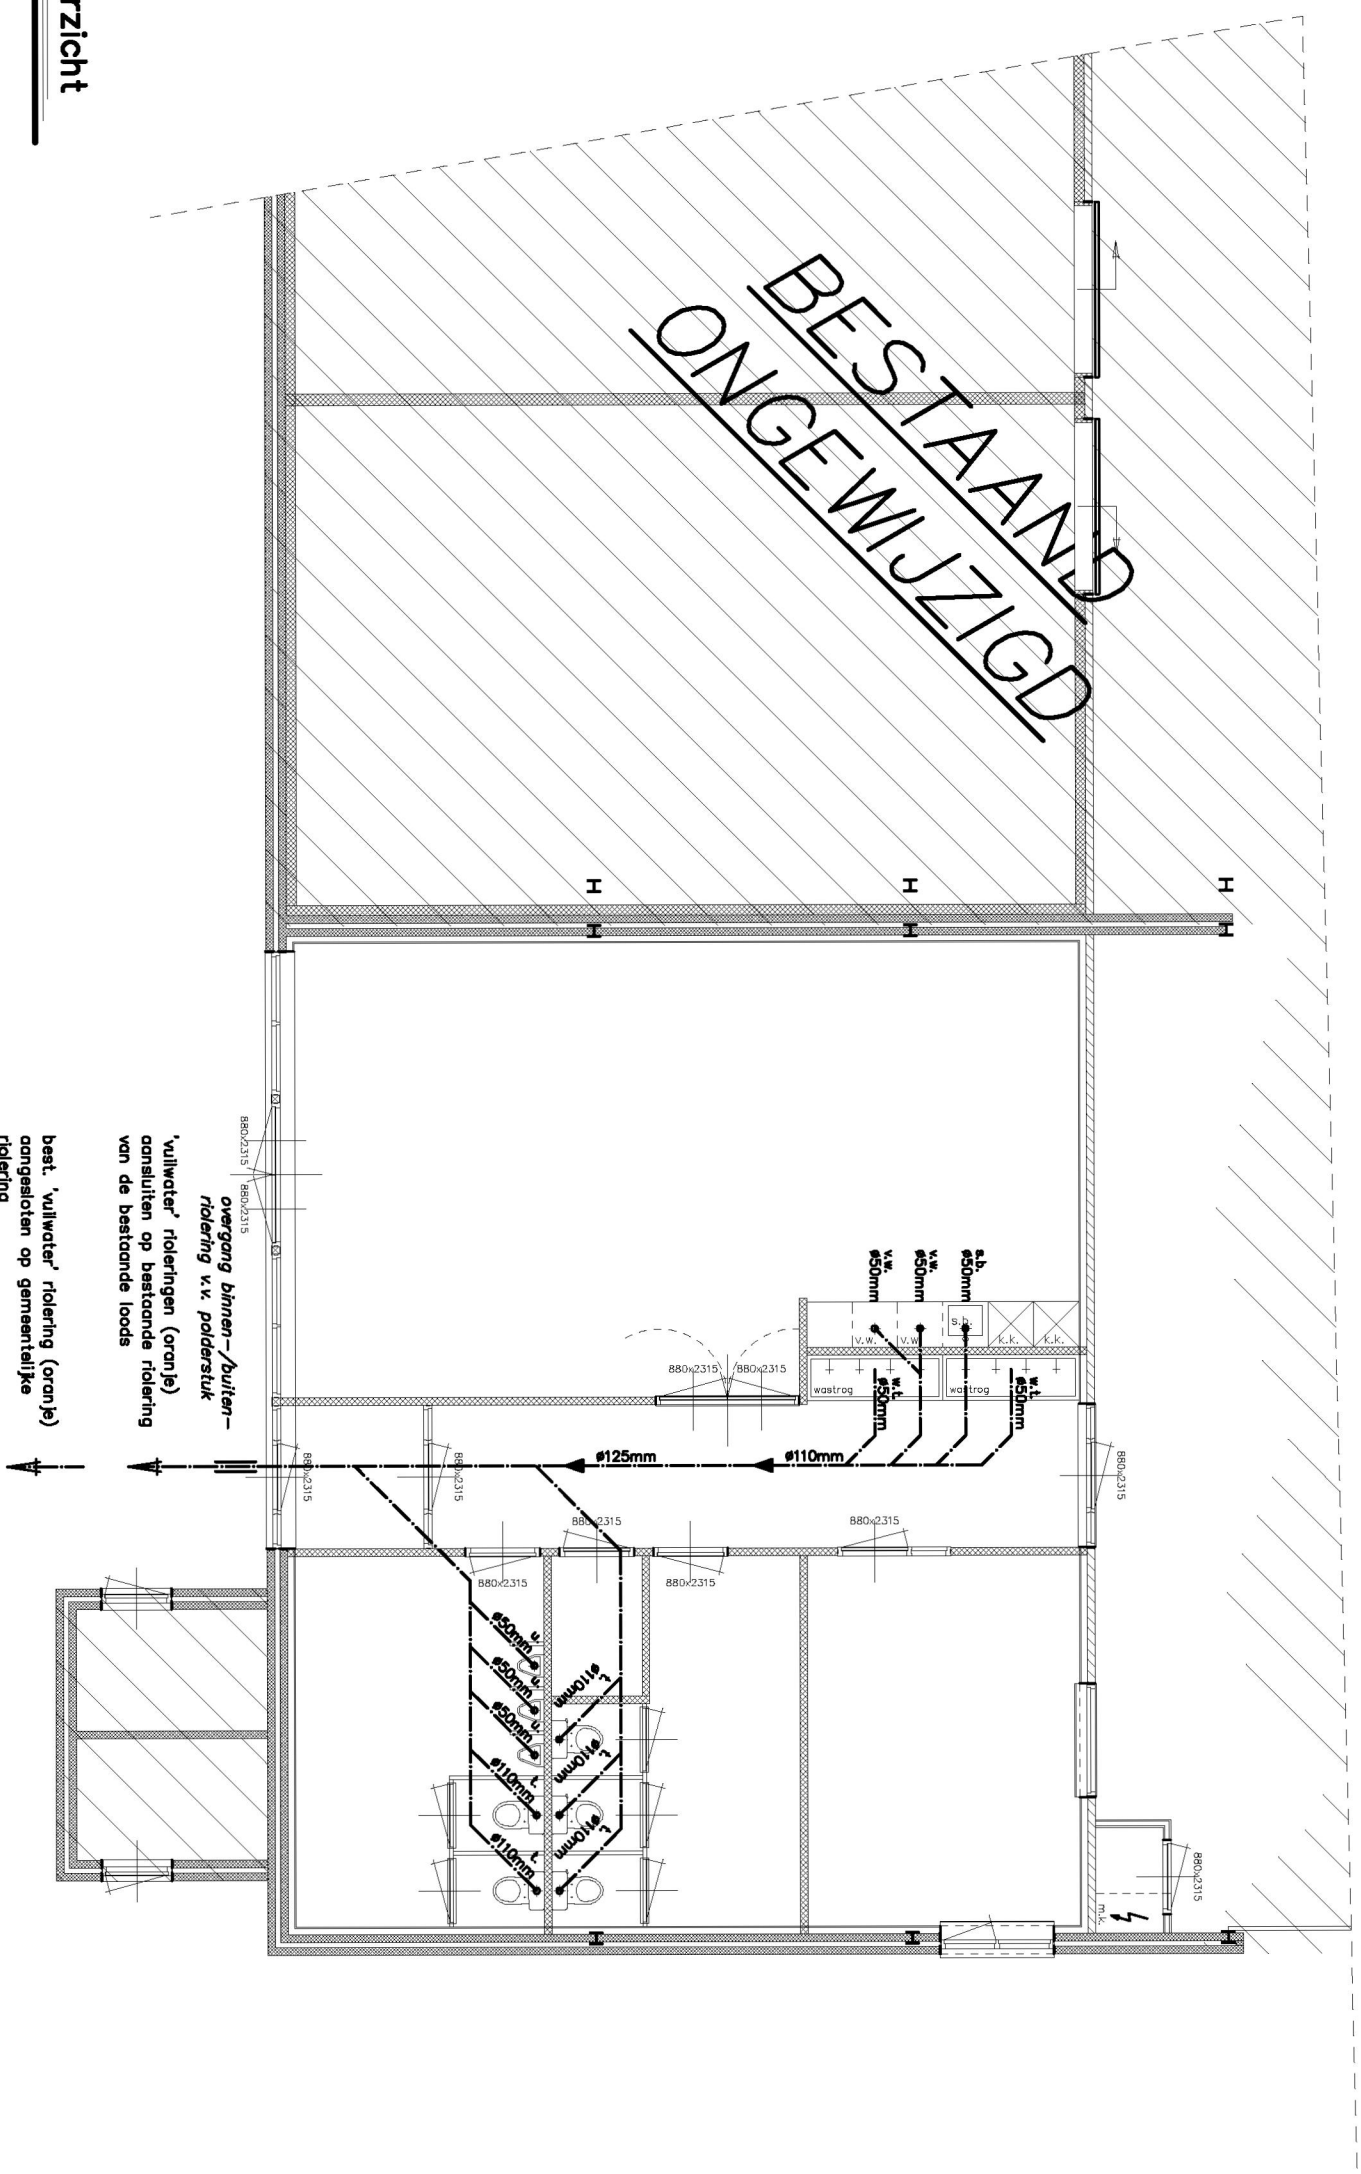 rzicht
BESTAAND
ONGEWIJZIGD
H
H
H
H
H
H
880x2315
880x2315
overgang binnen-/buiten-
riolering v.v. polderstuk
'vuilwater' rioleringen (oranje)
aansluiten op bestaande riolering
van de bestaande loods
best. 'vuilwater' riolering (oranje)
aangesloten op gemeentelijke
riolering
v.w.
ø50mm
v.w.
ø50mm
s.b.
ø50mm
v.w.
v.w.
s.b.
k.k.
k.k.
wastrog
wastrog
w.t.
ø50mm
w.t.
ø50mm
880x2315
880x2315
ø125mm
ø110mm
880x2315
880x2315
880x2315
880x2315
880x2315
880x2315
880x2315
u.
ø50mm
u.
ø50mm
u.
ø50mm
t.
ø110mm
t.
ø110mm
t.
ø110mm
t.
ø110mm
t.
ø110mm
880x2315
m.k.
H
H
H